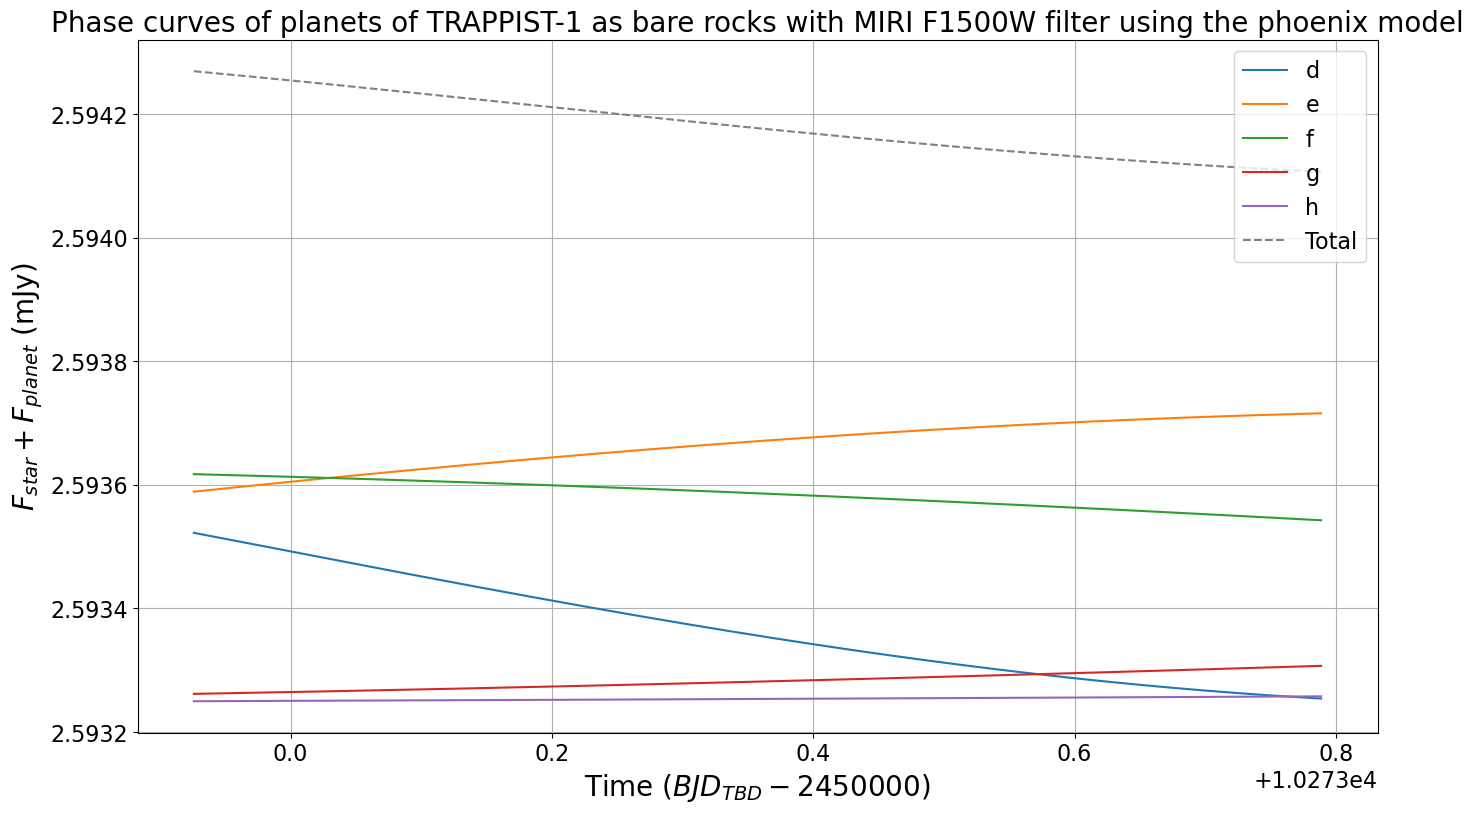 Phase curves of planets of TRAPPIST-1 as bare rocks with MIRI F1500W filter using the phoenix model
d
e
f
g
h
Total
2.5942
2.5940
2.5938
2.5936
2.5934
2.5932
F_star + F_planet (mJy)
0.0 0.2 0.4 0.6 0.8
+1.0273e4
Time (BJD_TBD − 2450000)